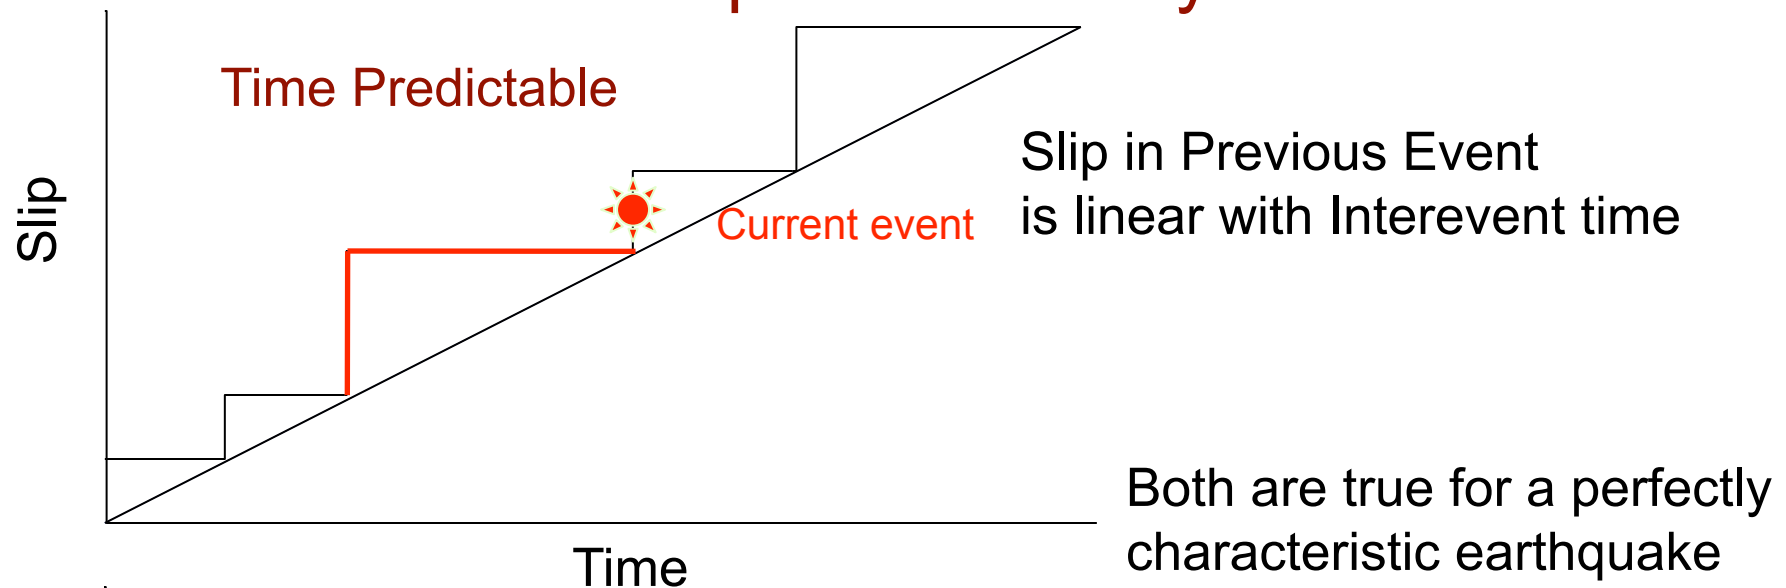 Time Predictable
Slip in Previous Event
is linear with Interevent time
Slip
Current event
Both are true for a perfectly
characteristic earthquake
Time